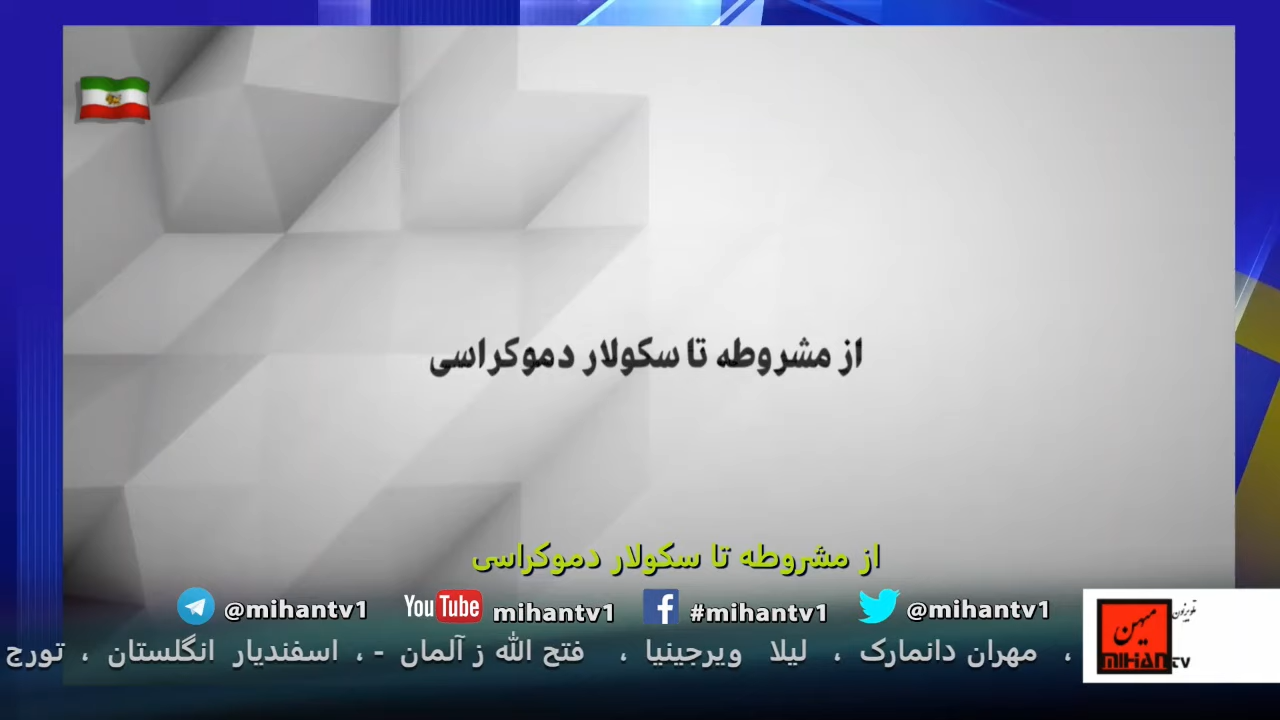 از مشروطه تا سکولار دموکراسی
از مشروطه تا سکولار دموکراسی
@mihantv1 YouTube mihantv1 #mihantv1 @mihantv1
، مهران دانمارک ، لیلا ویرجینیا ، فتح الله ز آلمان - ، اسفندیار انگلستان ، تورج
تلویزیون
میهن
MIHAN TV